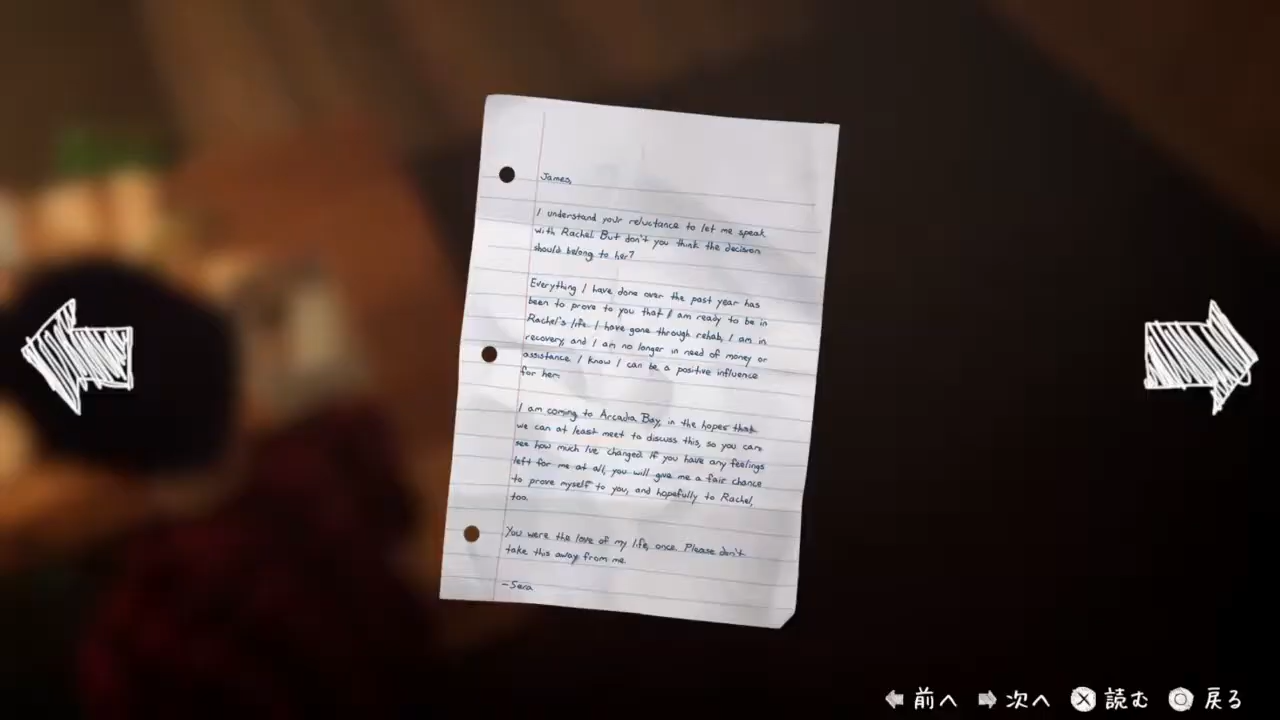 James,
I understand your reluctance to let me speak
with Rachel. But don't you think the decision
should belong to her?
Everything I have done over the past year has
been to prove to you that I am ready to be in
Rachel's life. I have gone through rehab, I am in
recovery, and I am no longer in need of money or
assistance. I know I can be a positive influence
for her.
I am coming to Arcadia Bay, in the hopes that
we can at least meet to discuss this, so you can
see how much I've changed. If you have any feelings
left for me at all, you will give me a fair chance
to prove myself to you, and hopefully to Rachel,
too.
You were the love of my life, once. Please don't
take this away from me.
-Sera
前へ 次へ 読む 戻る